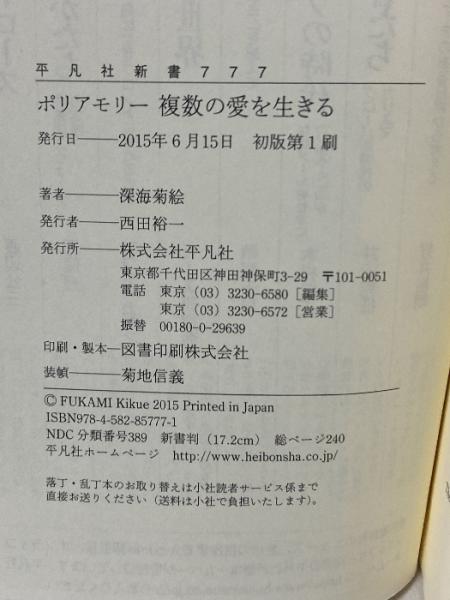 平凡社新書777
ポリアモリー 複数の愛を生きる
発行日――2015年6月15日 初版第1刷
著者――深海菊絵
発行者――西田裕一
発行所――株式会社平凡社
東京都千代田区神田神保町3-29 〒101-0051
電話 東京(03)3230-6580[編集]
東京(03)3230-6572[営業]
振替 00180-0-29639
印刷・製本―図書印刷株式会社
装幀――菊地信義
© FUKAMI Kikue 2015 Printed in Japan
ISBN978-4-582-85777-1
NDC分類番号389 新書判(17.2cm) 総ページ240
平凡社ホームページ http://www.heibonsha.co.jp/
落丁・乱丁本のお取り替えは小社読者サービス係まで
直接お送りください(送料は小社で負担いたします)。